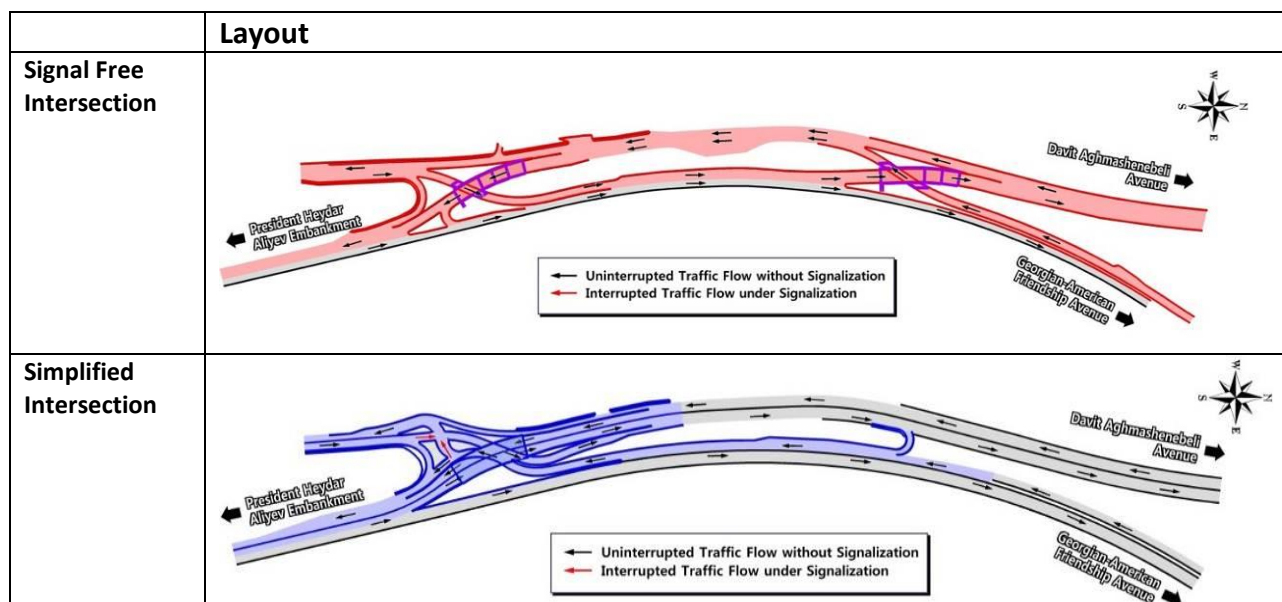 Layout
Signal Free
Intersection
W
S
N
E
Davit Aghmashenebeli
Avenue
President Heydar
Aliyev Embankment
Georgian-American
Friendship Avenue
Uninterrupted Traffic Flow without Signalization
Interrupted Traffic Flow under Signalization
Simplified
Intersection
W
S
N
E
Davit Aghmashenebeli
Avenue
President Heydar
Aliyev Embankment
Georgian-American
Friendship Avenue
Uninterrupted Traffic Flow without Signalization
Interrupted Traffic Flow under Signalization